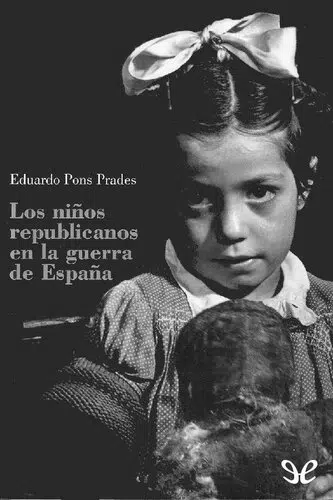 Eduardo Pons Prades
Los niños
republicanos
en la guerra
de España